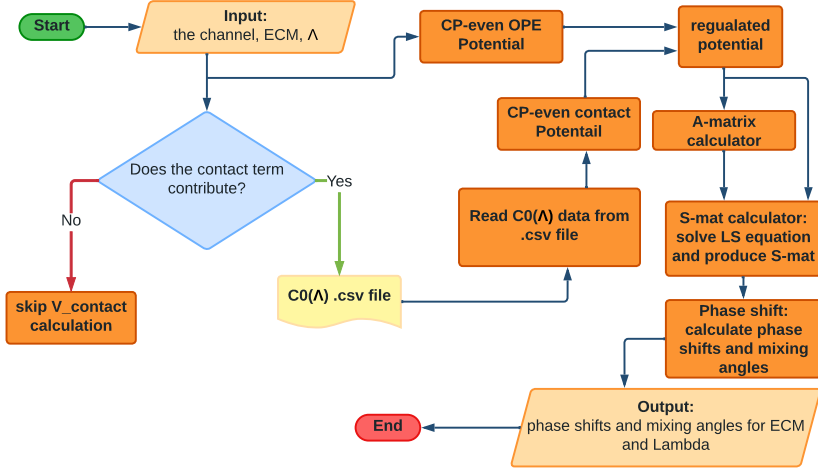 Start
Input:
the channel, ECM, Λ
CP-even OPE
Potential
regualated
potential
CP-even contact
Potentail
A-matrix
calculator
Does the contact term
contribute?
Yes
No
Read C0(Λ) data from
.csv file
S-mat calculator:
solve LS equation
and produce S-mat
C0(Λ) .csv file
skip V_contact
calculation
Phase shift:
calculate phase
shifts and mixing
angles
Output:
phase shifts and mixing angles for ECM
and Lambda
End